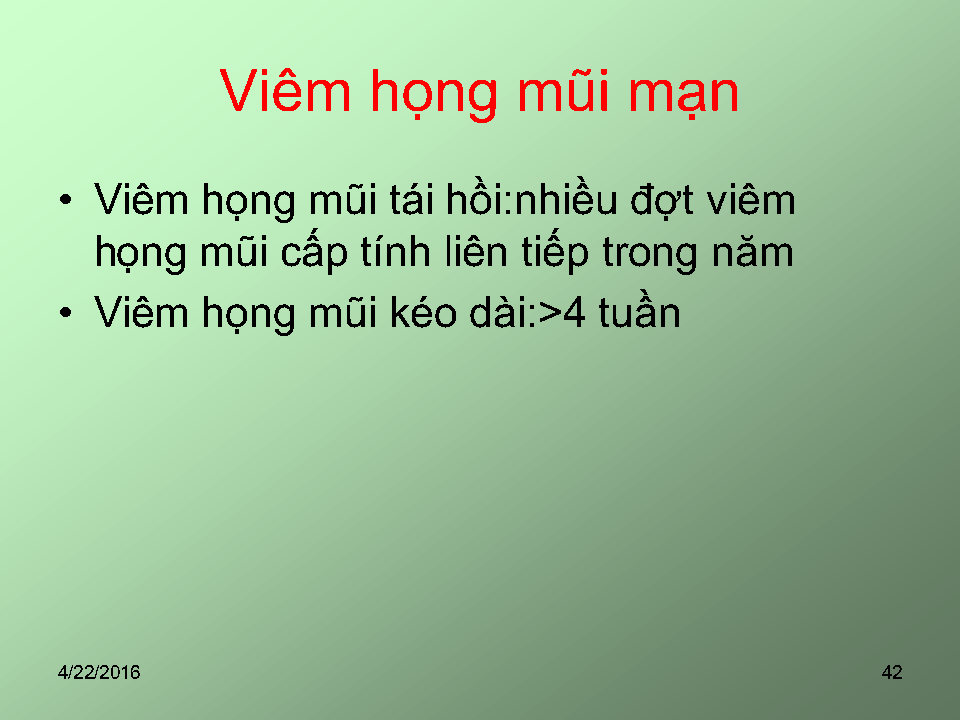 Viêm họng mũi mạn
• Viêm họng mũi tái hồi:nhiều đợt viêm
họng mũi cấp tính liên tiếp trong năm
• Viêm họng mũi kéo dài:>4 tuần
4/22/2016
42